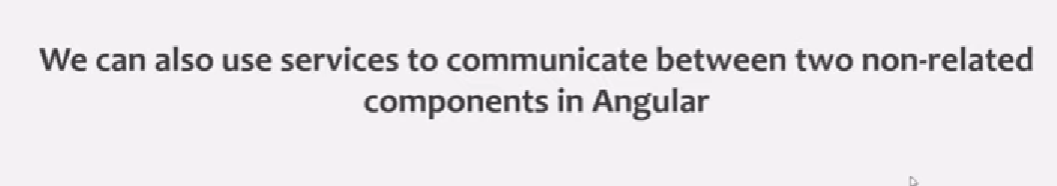 We can also use services to communicate between two non-related
components in Angular